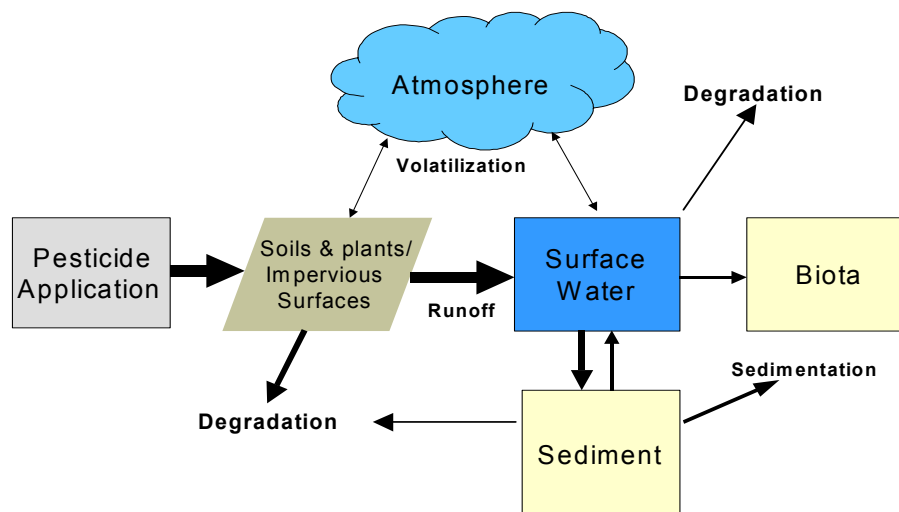 Atmosphere
Degradation
Volatilization
Pesticide
Application
Soils & plants/
Impervious
Surfaces
Runoff
Surface
Water
Biota
Sedimentation
Degradation
Sediment